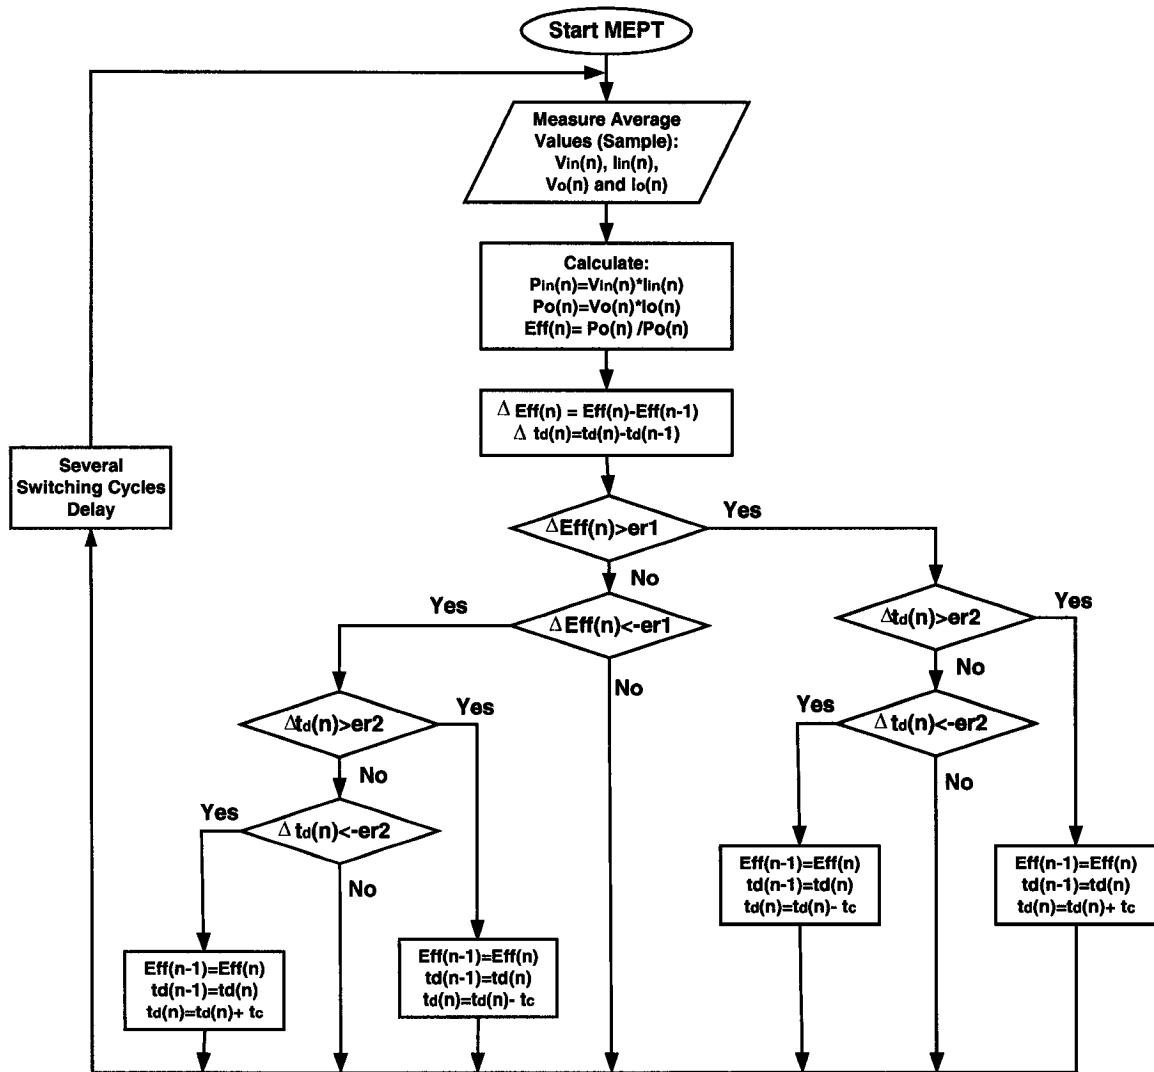 Start MEPT
Measure Average
Values (Sample):
Vin(n), Iin(n),
Vo(n) and Io(n)
Calculate:
Pin(n)=Vin(n)*Iin(n)
Po(n)=Vo(n)*Io(n)
Eff(n)= Po(n) /Po(n)
Δ Eff(n) = Eff(n)-Eff(n-1)
Δ td(n)=td(n)-td(n-1)
Several
Switching Cycles
Delay
ΔEff(n)>er1
Yes
No
ΔEff(n)<-er1
Yes
No
Δtd(n)>er2
Yes
No
Δ td(n)<-er2
Yes
No
Δtd(n)>er2
Yes
No
Δ td(n)<-er2
Yes
No
Eff(n-1)=Eff(n)
td(n-1)=td(n)
td(n)=td(n)- tc
Eff(n-1)=Eff(n)
td(n-1)=td(n)
td(n)=td(n)+ tc
Eff(n-1)=Eff(n)
td(n-1)=td(n)
td(n)=td(n)+ tc
Eff(n-1)=Eff(n)
td(n-1)=td(n)
td(n)=td(n)- tc